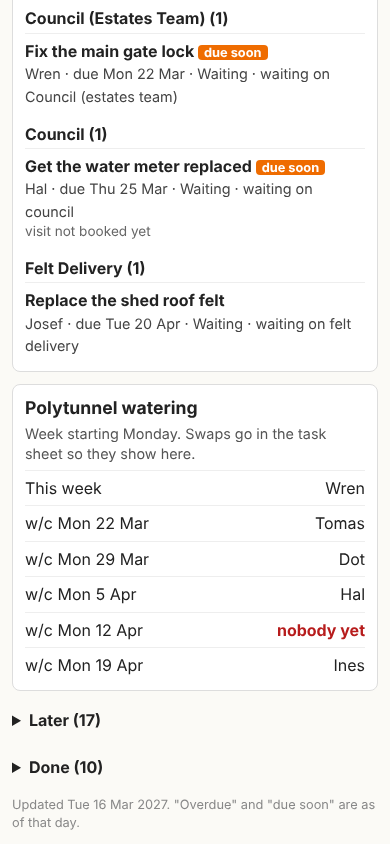 Council (Estates Team) (1)
Fix the main gate lock due soon
Wren · due Mon 22 Mar · Waiting · waiting on
Council (estates team)
Council (1)
Get the water meter replaced due soon
Hal · due Thu 25 Mar · Waiting · waiting on
council
visit not booked yet
Felt Delivery (1)
Replace the shed roof felt
Josef · due Tue 20 Apr · Waiting · waiting on felt
delivery
Polytunnel watering
Week starting Monday. Swaps go in the task
sheet so they show here.
This week Wren
w/c Mon 22 Mar Tomas
w/c Mon 29 Mar Dot
w/c Mon 5 Apr Hal
w/c Mon 12 Apr nobody yet
w/c Mon 19 Apr Ines
Later (17)
Done (10)
Updated Tue 16 Mar 2027. "Overdue" and "due soon" are as
of that day.